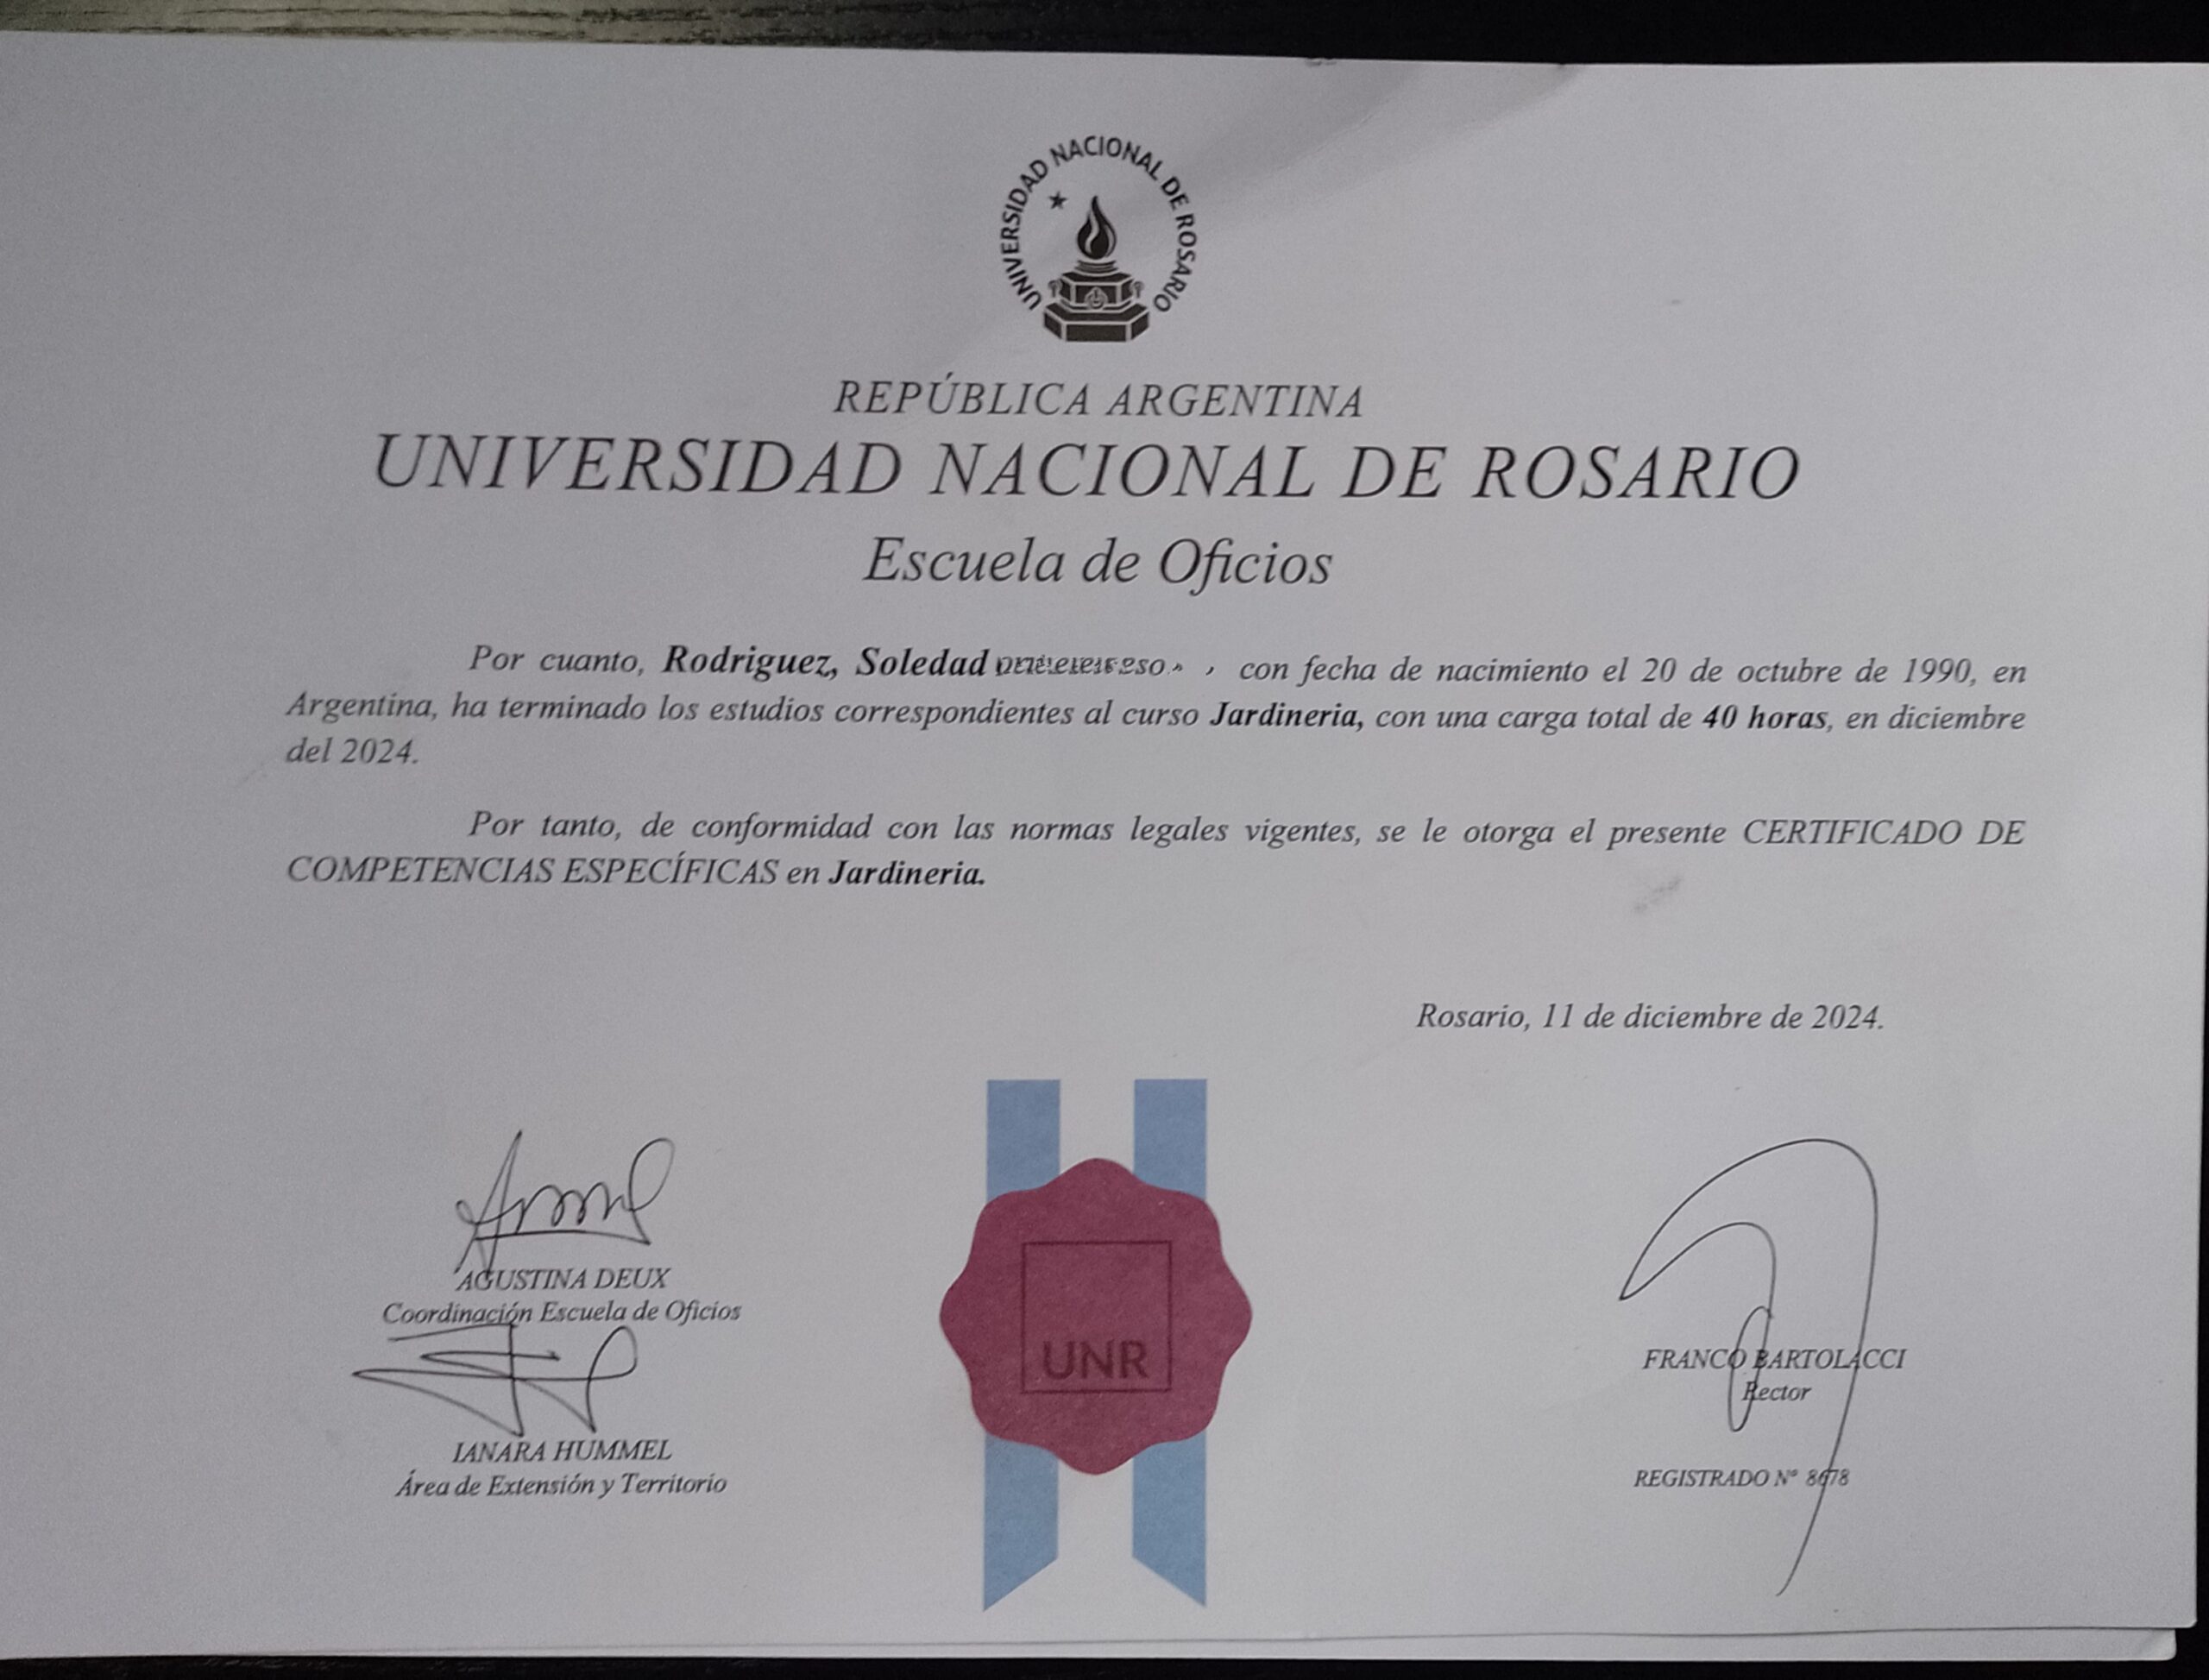 UNIVERSIDAD NACIONAL DE ROSARIO
REPÚBLICA ARGENTINA
UNIVERSIDAD NACIONAL DE ROSARIO
Escuela de Oficios
Por cuanto, Rodriguez, Soledad , con fecha de nacimiento el 20 de octubre de 1990, en
Argentina, ha terminado los estudios correspondientes al curso Jardineria, con una carga total de 40 horas, en diciembre
del 2024.
Por tanto, de conformidad con las normas legales vigentes, se le otorga el presente CERTIFICADO DE
COMPETENCIAS ESPECÍFICAS en Jardineria.
Rosario, 11 de diciembre de 2024.
AGUSTINA DEUX
Coordinación Escuela de Oficios
IANARA HUMMEL
Área de Extensión y Territorio
UNR
FRANCO BARTOLACCI
Rector
REGISTRADO Nº 8678